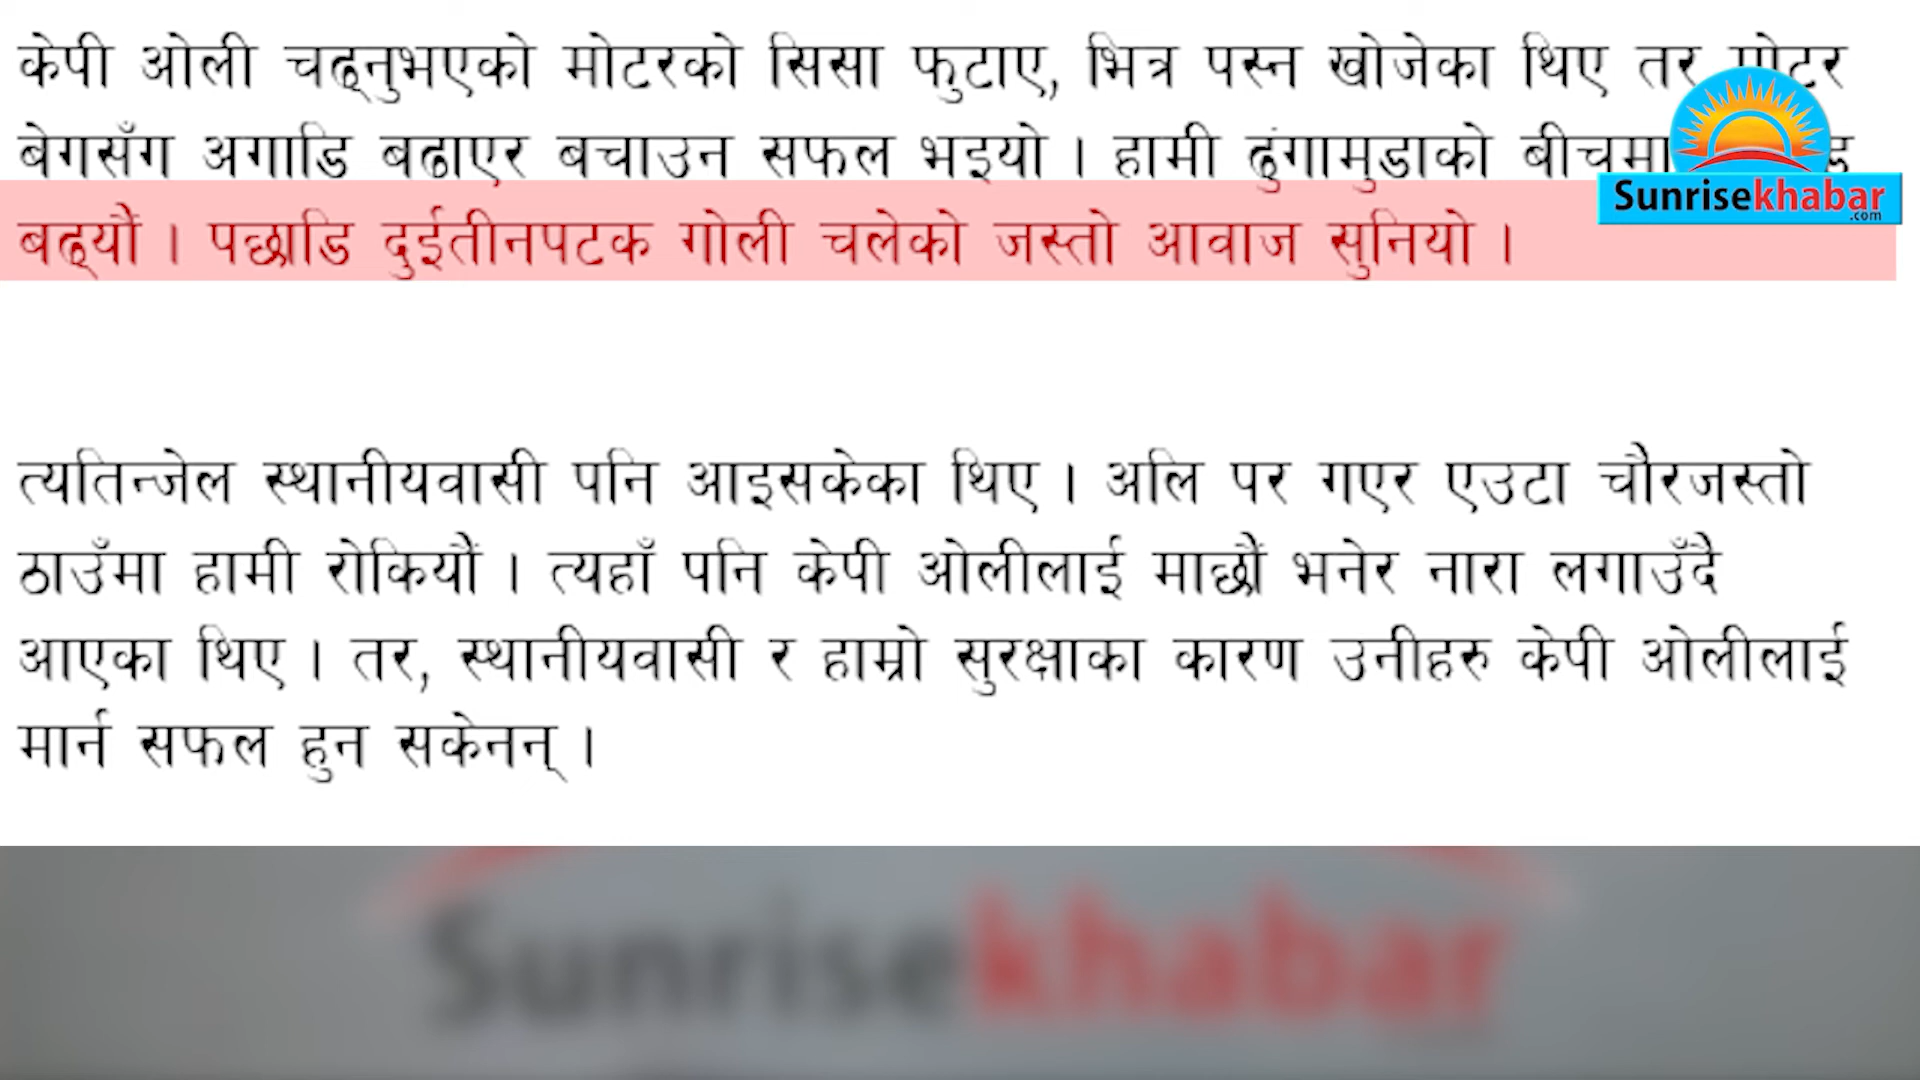 केपी ओली चढ्नुभएको मोटरको सिसा फुटाए, भित्र पस्न खोजेका थिए तर मोटर
बेगसँग अगाडि बढाएर बचाउन सफल भइयो । हामी ढुंगामुडाको बीचमा
बढ्यौं । पछाडि दुईतीनपटक गोली चलेको जस्तो आवाज सुनियो ।
त्यतिन्जेल स्थानीयवासी पनि आइसकेका थिए । अलि पर गएर एउटा चौरजस्तो
ठाउँमा हामी रोकियौं । त्यहाँ पनि केपी ओलीलाई माछौं भनेर नारा लगाउँदै
आएका थिए । तर, स्थानीयवासी र हाम्रो सुरक्षाका कारण उनीहरु केपी ओलीलाई
मार्न सफल हुन सकेनन् ।
Sunrisekhabar
.com
Sunrisekhabar